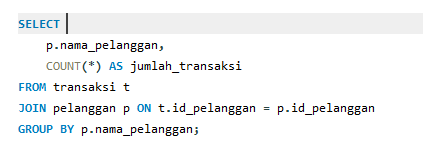 SELECT
    p.nama_pelanggan,
    COUNT(*) AS jumlah_transaksi
FROM transaksi t
JOIN pelanggan p ON t.id_pelanggan = p.id_pelanggan
GROUP BY p.nama_pelanggan;